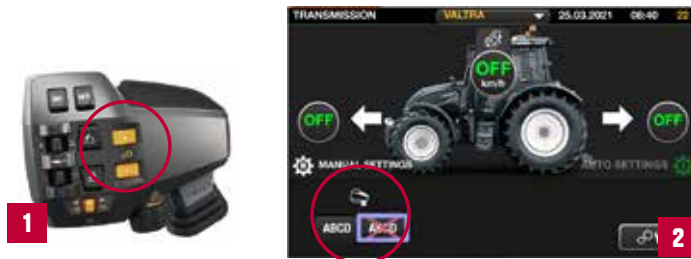 1
TRANSMISSION VALTRA 25.03.2021 08:40
OFF
km/h
OFF OFF
MANUAL SETTINGS AUTO SETTINGS
ABCD ABCD
2